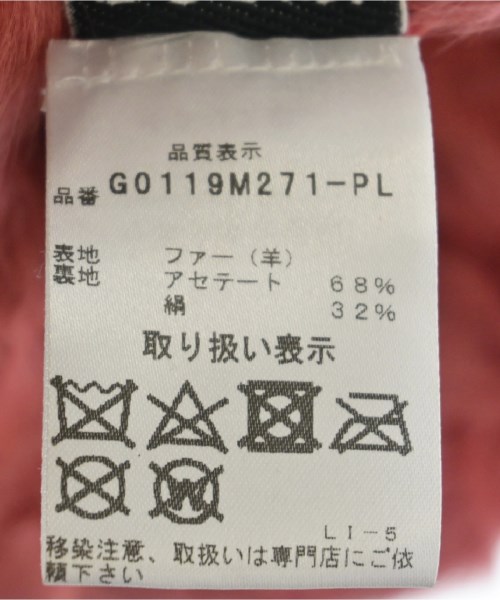 品質表示
品番 G0119M271-PL
表地 ファー(羊)
裏地 アセテート 68%
絹 32%
取り扱い表示
W
LI-5
移染注意、取扱いは専門店にご依
頼下さい